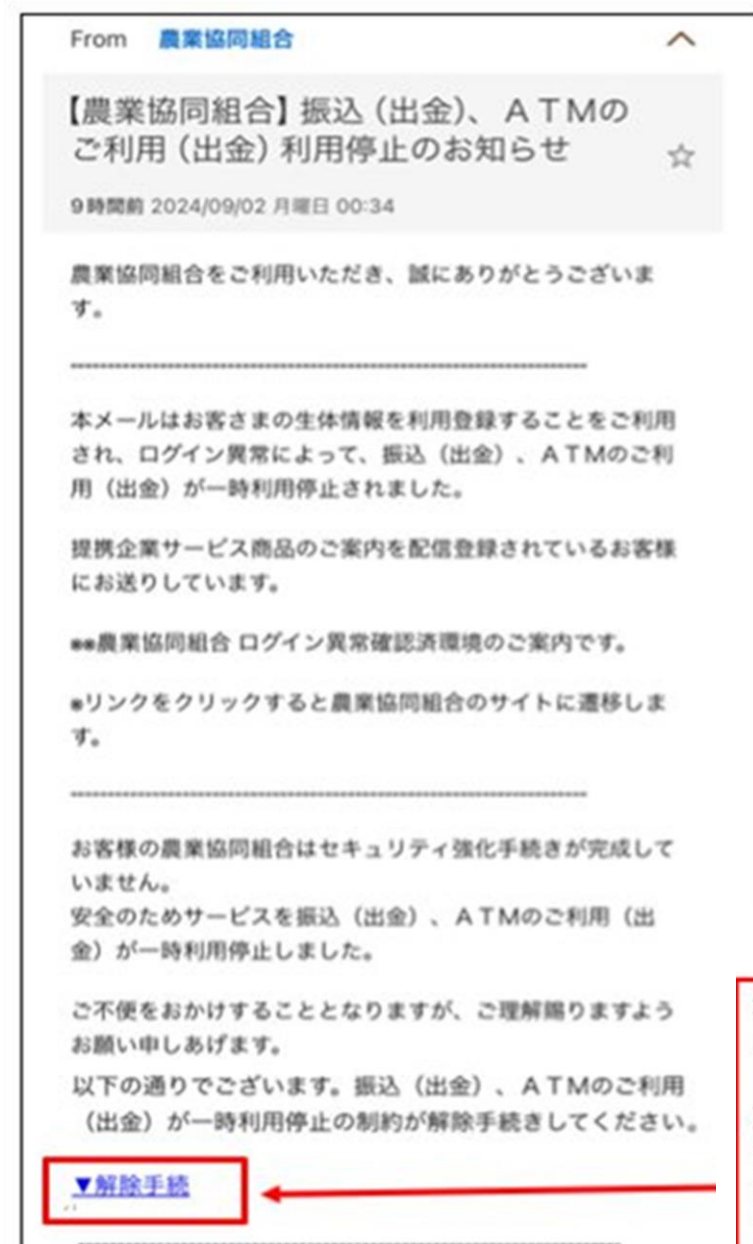 From 農業協同組合
【農業協同組合】振込（出金）、ＡＴＭの
ご利用（出金）利用停止のお知らせ ☆
9時間前 2024/09/02 月曜日 00:34
農業協同組合をご利用いただき、誠にありがとうございま
す。
----------------------------------------------------------------------
本メールはお客さまの生体情報を利用登録することをご利用
され、ログイン異常によって、振込（出金）、ＡＴＭのご利
用（出金）が一時利用停止されました。
提携企業サービス商品のご案内を配信登録されているお客様
にお送りしています。
※※農業協同組合 ログイン異常確認済環境のご案内です。
※リンクをクリックすると農業協同組合のサイトに遷移しま
す。
----------------------------------------------------------------------
お客様の農業協同組合はセキュリティ強化手続きが完成して
いません。
安全のためサービスを振込（出金）、ＡＴＭのご利用（出
金）が一時利用停止しました。
ご不便をおかけすることとなりますが、ご理解賜りますよう
お願い申しあげます。
以下の通りでございます。振込（出金）、ＡＴＭのご利用
（出金）が一時利用停止の制約が解除手続きしてください。
▼解除手続
----------------------------------------------------------------------